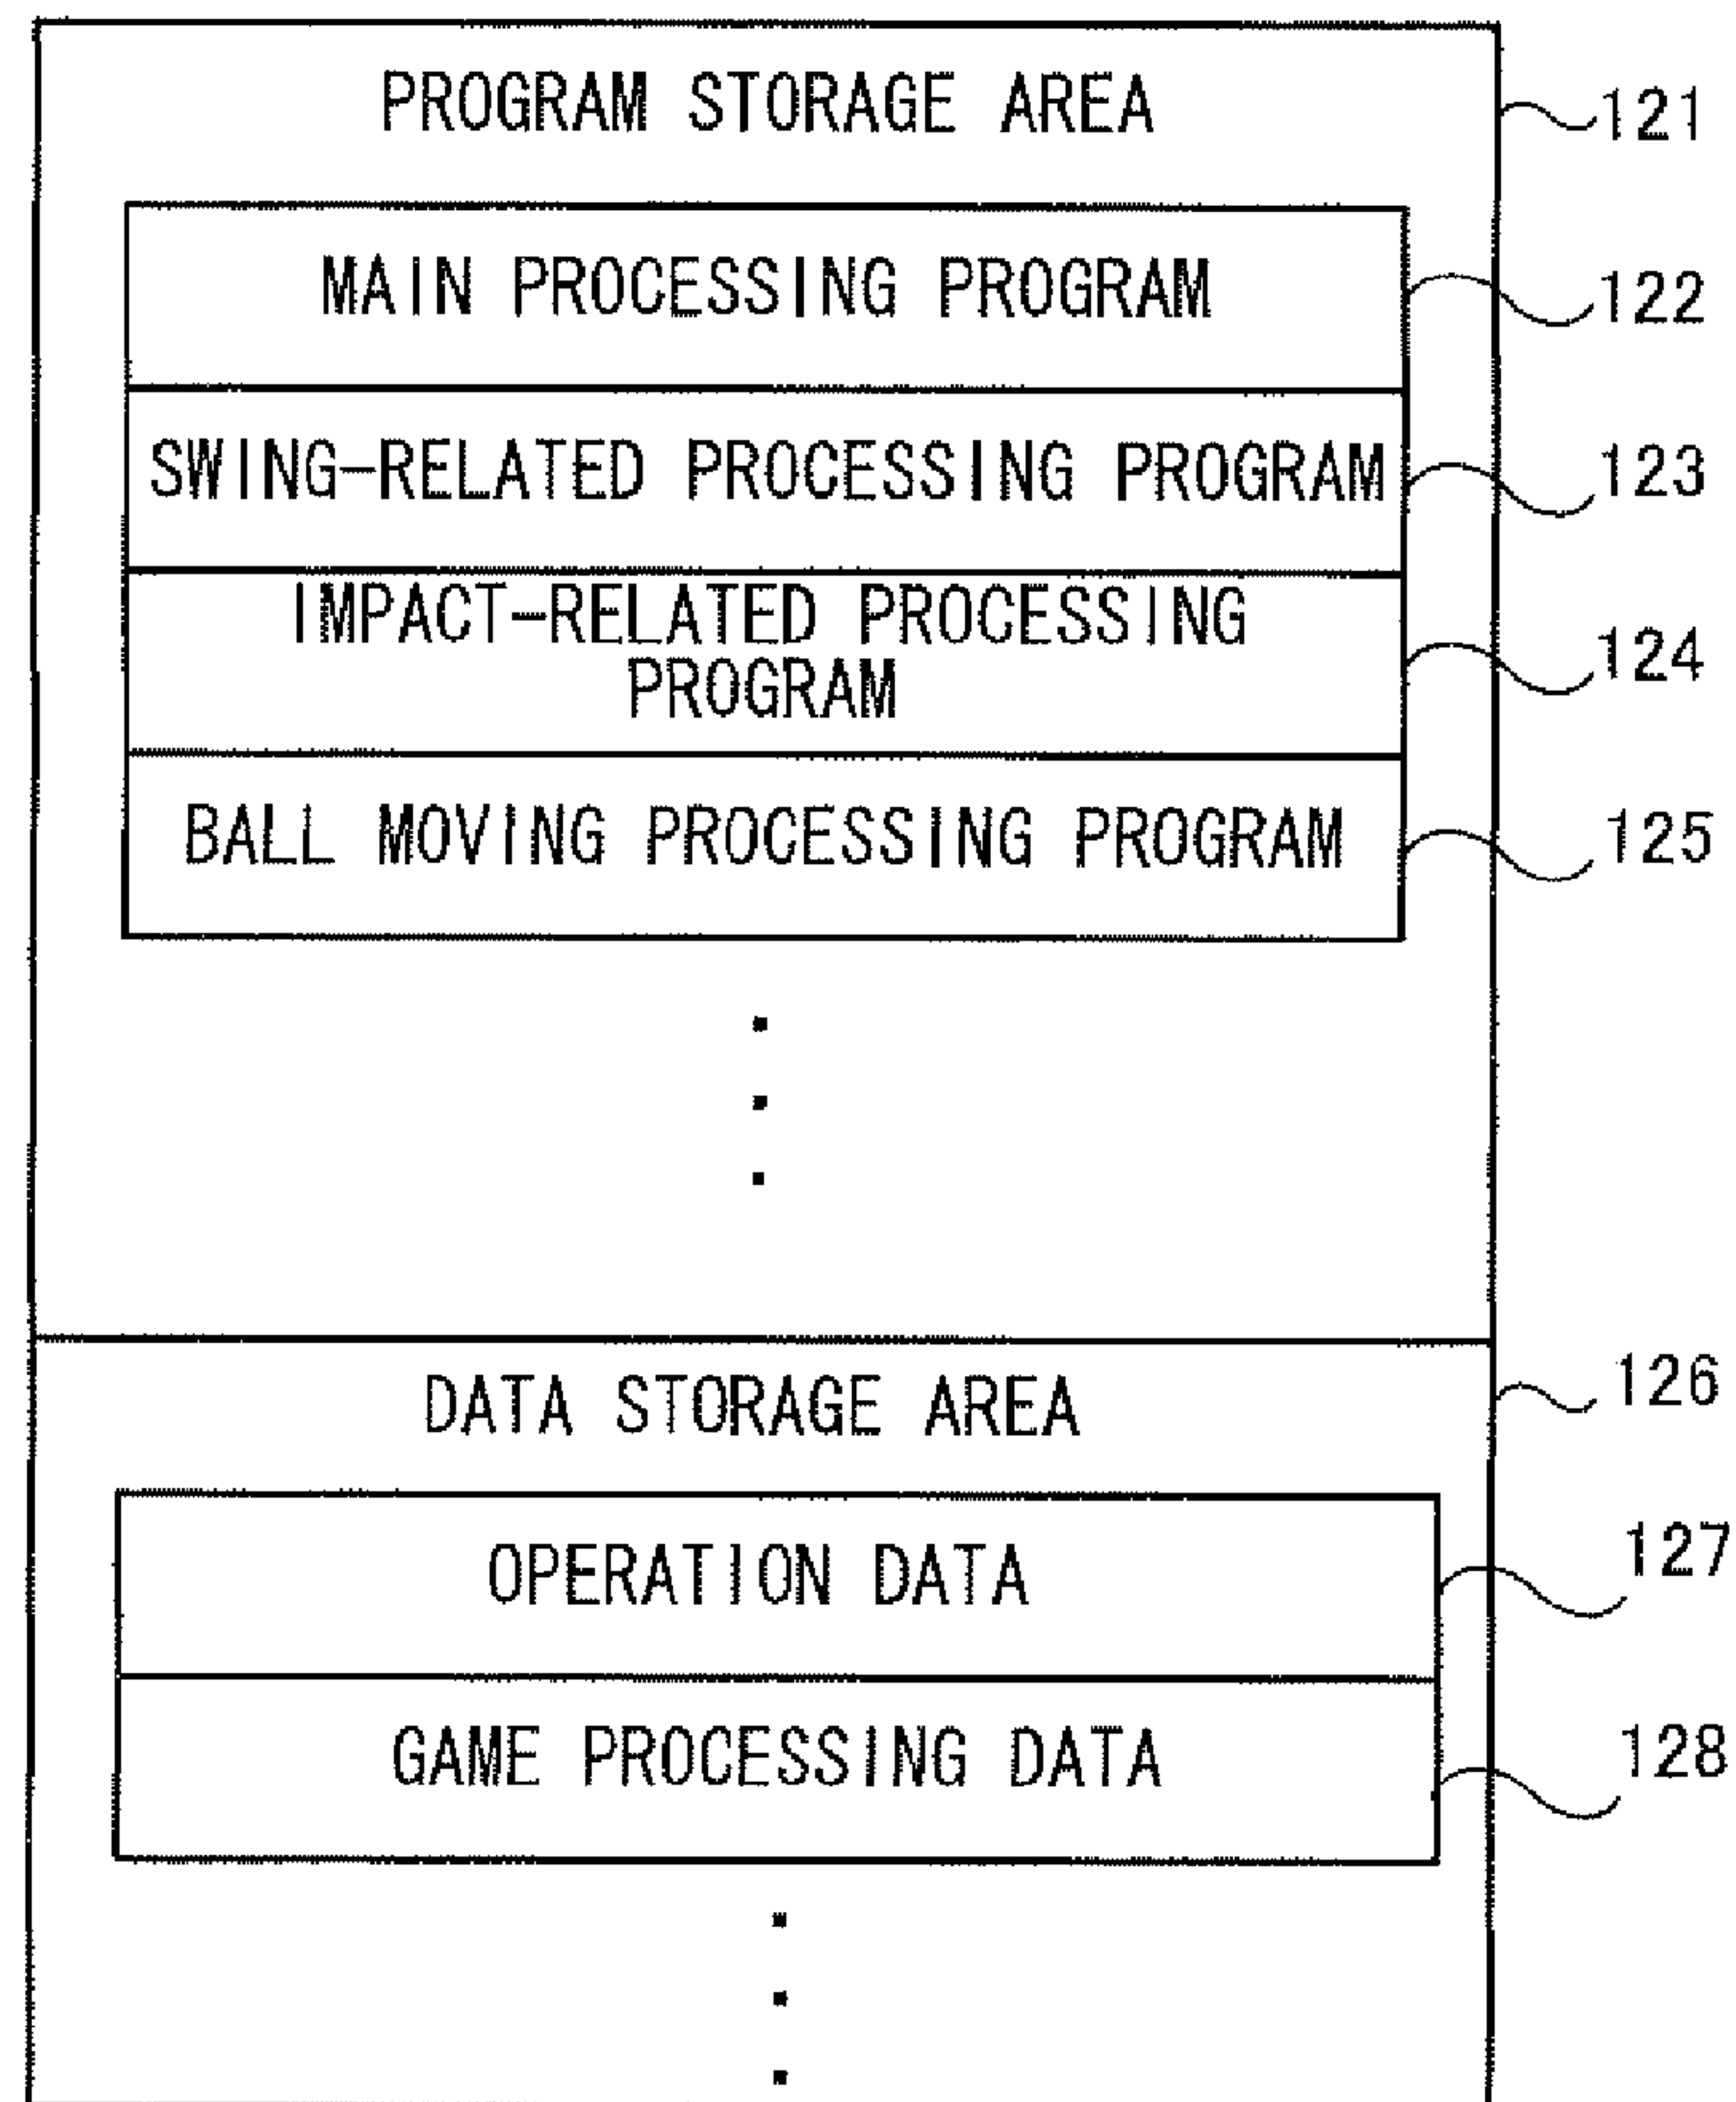 PROGRAM STORAGE AREA
121
MAIN PROCESSING PROGRAM
122
SWING-RELATED PROCESSING PROGRAM
123
IMPACT-RELATED PROCESSING
PROGRAM
124
BALL MOVING PROCESSING PROGRAM
125
DATA STORAGE AREA
126
OPERATION DATA
127
GAME PROCESSING DATA
128